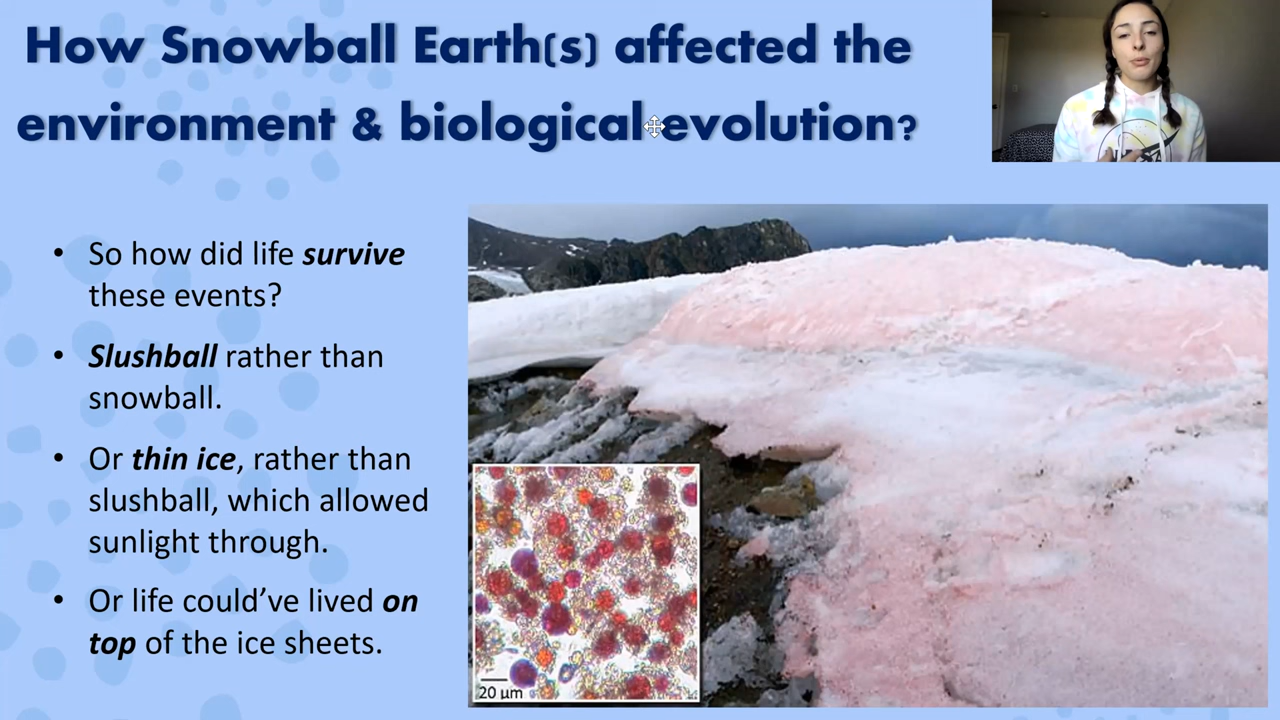 How Snowball Earth(s) affected the
environment & biological evolution?
• So how did life survive
these events?
• Slushball rather than
snowball.
• Or thin ice, rather than
slushball, which allowed
sunlight through.
• Or life could’ve lived on
top of the ice sheets.
20 µm